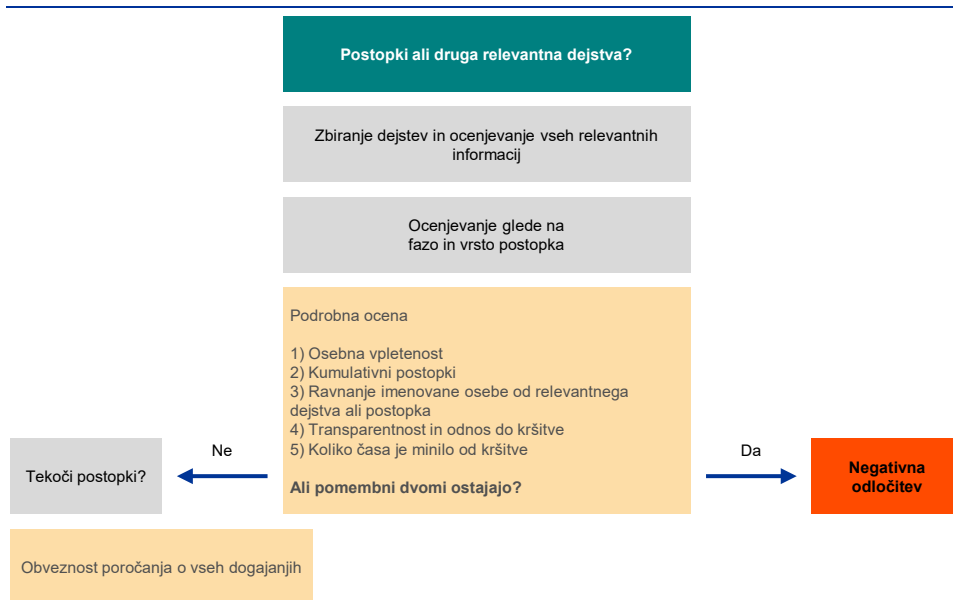 Postopki ali druga relevantna dejstva?
Zbiranje dejstev in ocenjevanje vseh relevantnih
informacij
Ocenjevanje glede na
fazo in vrsto postopka
Podrobna ocena
1) Osebna vpletenost
2) Kumulativni postopki
3) Ravnanje imenovane osebe od relevantnega
dejstva ali postopka
4) Transparentnost in odnos do kršitve
5) Koliko časa je minilo od kršitve
Ali pomembni dvomi ostajajo?
Ne
Tekoči postopki?
Da
Negativna
odločitev
Obveznost poročanja o vseh dogajanjih